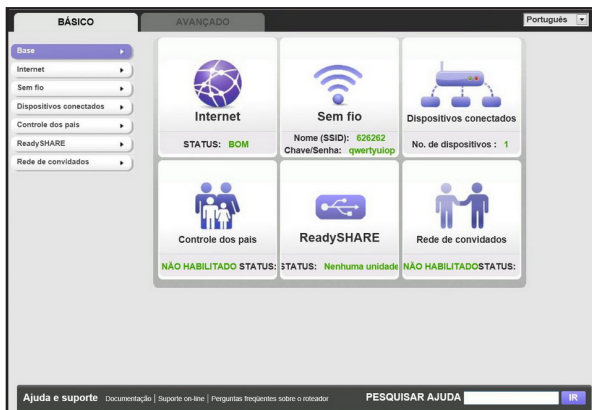 BÁSICO
AVANÇADO
Português
Base
Internet
Sem fio
Dispositivos conectados
Controle dos pais
ReadySHARE
Rede de convidados
Internet
STATUS: BOM
Sem fio
Nome (SSID): 626262
Chave/Senha: qwertyuiop
Dispositivos conectados
No. de dispositivos : 1
Controle dos pais
NÃO HABILITADO STATUS:
ReadySHARE
STATUS: Nenhuma unidade
Rede de convidados
NÃO HABILITADOSTATUS:
Ajuda e suporte Documentação | Suporte on-line | Perguntas freqüentes sobre o roteador
PESQUISAR AJUDA
IR